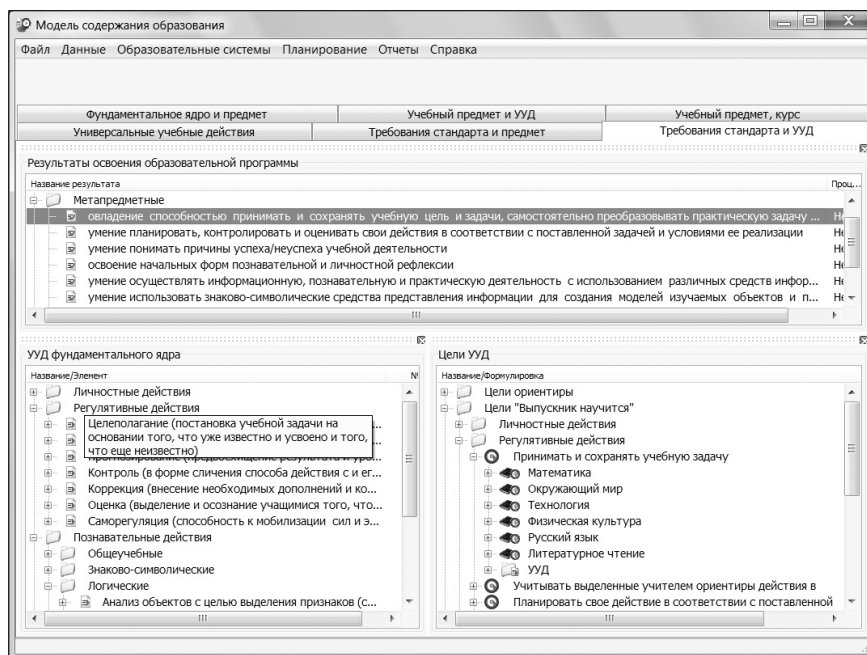 Модель содержания образования
Файл Данные Образовательные системы Планирование Отчеты Справка
Фундаментальное ядро и предмет Учебный предмет и УУД Учебный предмет, курс
Универсальные учебные действия Требования стандарта и предмет Требования стандарта и УУД
Результаты освоения образовательной программы
Название результата Проц...
Метапредметные
овладение способностью принимать и сохранять учебную цель и задачи, самостоятельно преобразовывать практическую задачу ...
умение планировать, контролировать и оценивать свои действия в соответствии с поставленной задачей и условиями ее реализации
умение понимать причины успеха/неуспеха учебной деятельности
освоение начальных форм познавательной и личностной рефлексии
умение осуществлять информационную, познавательную и практическую деятельность с использованием различных средств инфор...
умение использовать знаково-символические средства представления информации для создания моделей изучаемых объектов и п...
УУД фундаментального ядра
Название/Элемент
Личностные действия
Регулятивные действия
Целеполагание (постановка учебной задачи на
основании того, что уже известно и усвоено и того,
что еще неизвестно)
Контроль (в форме сличения способа действия с и ег...
Коррекция (внесение необходимых дополнений и ко...
Оценка (выделение и осознание учащимися того, что...
Саморегуляция (способность к мобилизации сил и э...
Познавательные действия
Общеучебные
Знаково-символические
Логические
Анализ объектов с целью выделения признаков (с...
Цели УУД
Название/Формулировка
Цели ориентиры
Цели "Выпускник научится"
Личностные действия
Регулятивные действия
Принимать и сохранять учебную задачу
Математика
Окружающий мир
Технология
Физическая культура
Русский язык
Литературное чтение
УУД
Учитывать выделенные учителем ориентиры действия в
Планировать свое действие в соответствии с поставленной